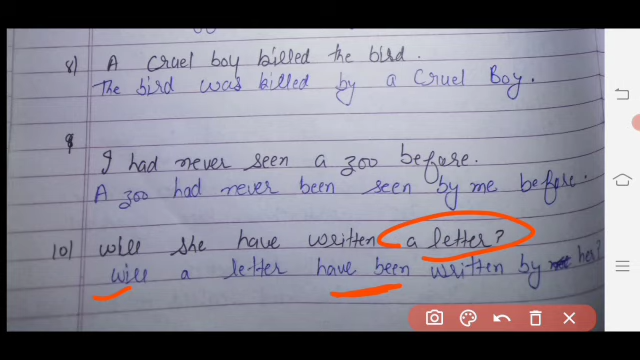 8) A Cruel boy killed the bird.
The bird was killed by a Cruel Boy.
9 I had never seen a zoo before.
A zoo had never been seen by me before.
10) Will she have written a letter?
Will a letter have been written by her?